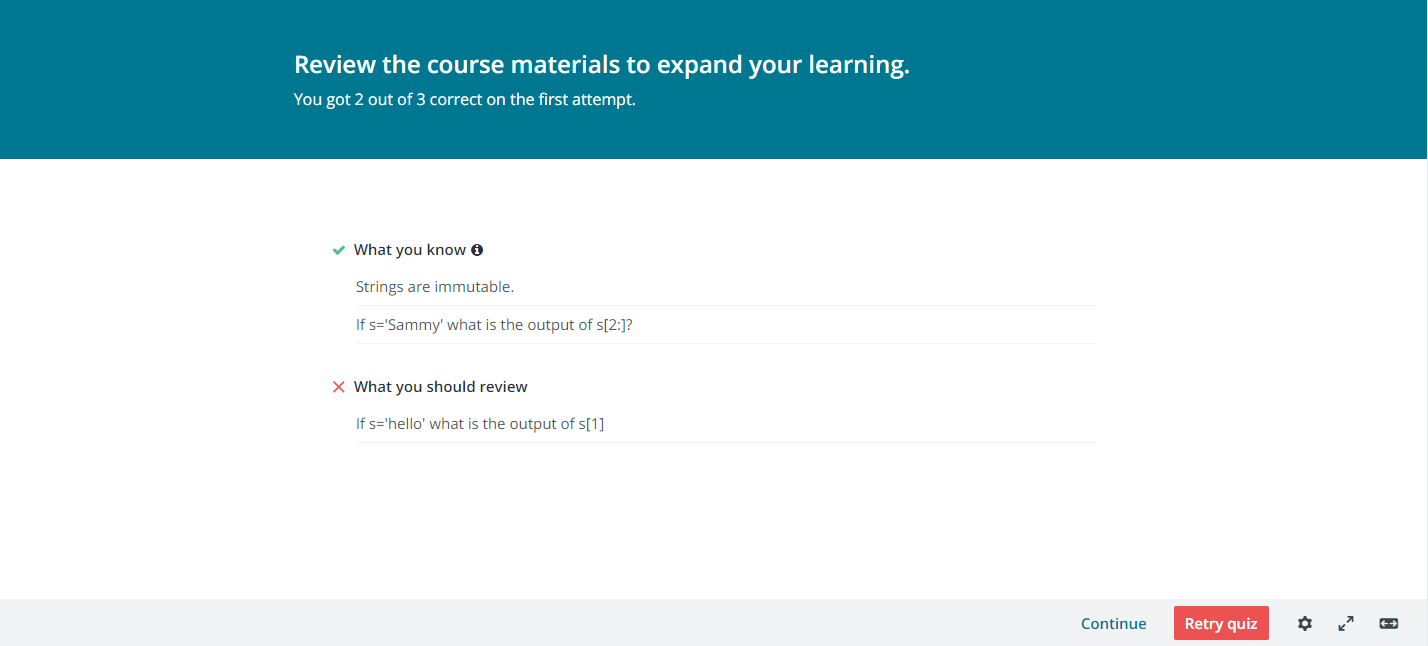 Review the course materials to expand your learning.
You got 2 out of 3 correct on the first attempt.
What you know
Strings are immutable.
If s='Sammy' what is the output of s[2:]?
What you should review
If s='hello' what is the output of s[1]
Continue
Retry quiz